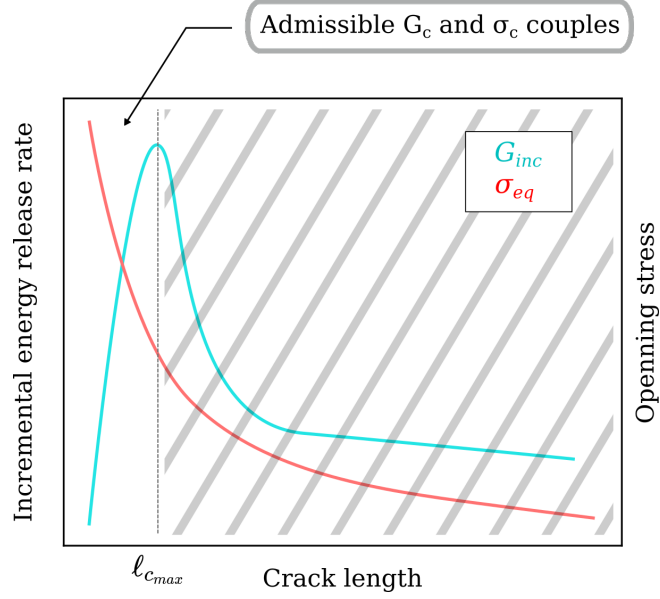 Admissible G_c and σ_c couples
G_inc
σ_eq
Incremental energy release rate
Openning stress
ℓ_c_max
Crack length